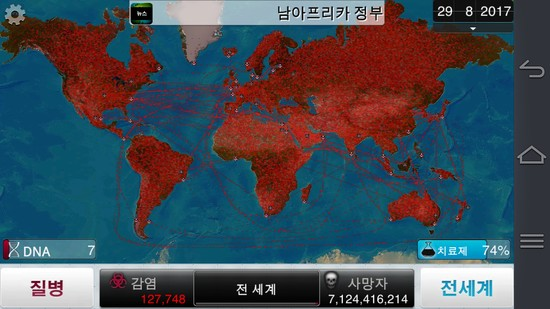 뉴스
남아프리카 정부
29 - 8 - 2017
DNA 7
치료제 74%
질병
감염
127,748
전 세계
사망자
7,124,416,214
전세계